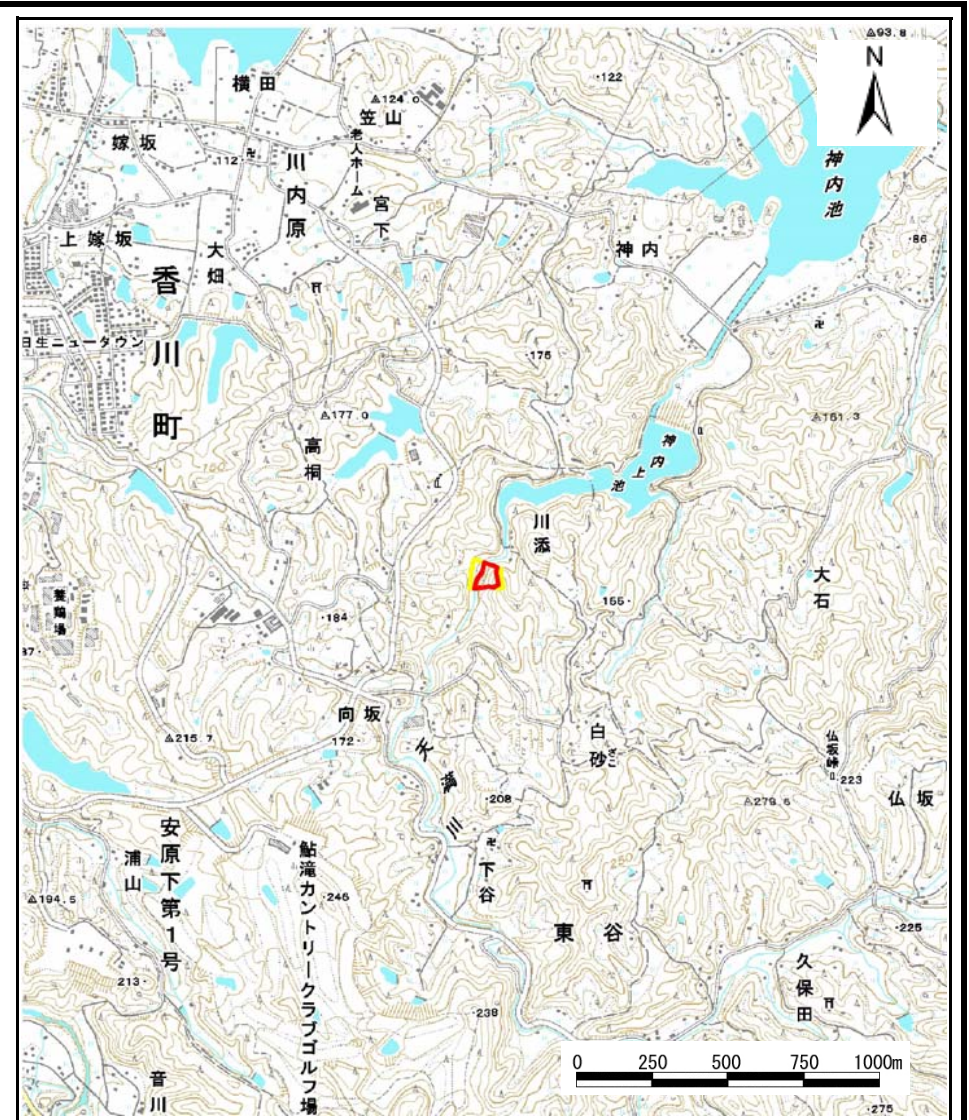 △93.8
N
横田
・122
△124.0
笠山
嫁坂
112・
川内原
老人ホーム
宮下
105
神内池
上嫁坂
大畑
神内
・86
香川町
日生ニュータウン
・175
△177.0
△161.3
高桐
神内上池
100
川添
大石
養鶏場
155・
・184
200
向坂
172・
△215.7
白砂
仏坂峠
・223
仏坂
・208
△279.6
安原下第1号
浦山
鮎滝カントリークラブゴルフ場
下谷
250
△194.5
・246
東谷
・225
久保田
213・
・238
音川
0 250 500 750 1000m
・275